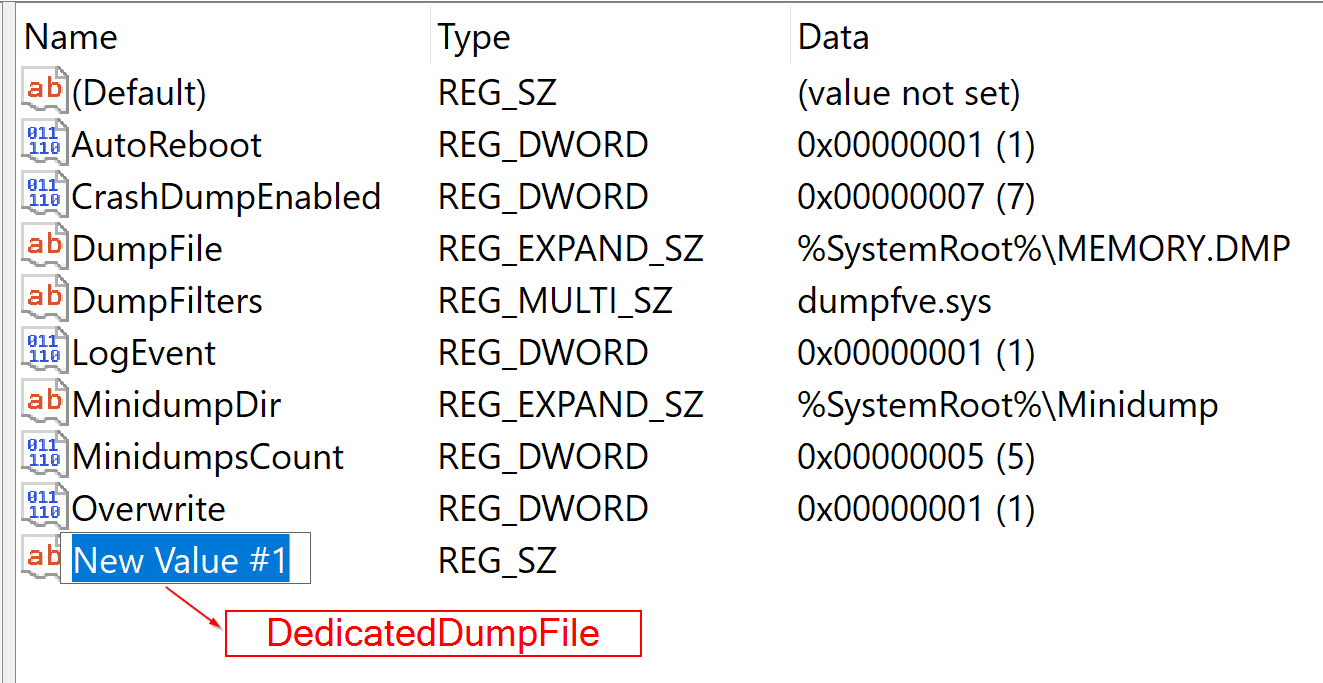 Name Type Data
ab (Default) REG_SZ (value not set)
011 110 AutoReboot REG_DWORD 0x00000001 (1)
011 110 CrashDumpEnabled REG_DWORD 0x00000007 (7)
ab DumpFile REG_EXPAND_SZ %SystemRoot%\MEMORY.DMP
ab DumpFilters REG_MULTI_SZ dumpfve.sys
011 110 LogEvent REG_DWORD 0x00000001 (1)
ab MinidumpDir REG_EXPAND_SZ %SystemRoot%\Minidump
011 110 MinidumpsCount REG_DWORD 0x00000005 (5)
011 110 Overwrite REG_DWORD 0x00000001 (1)
ab New Value #1 REG_SZ
DedicatedDumpFile